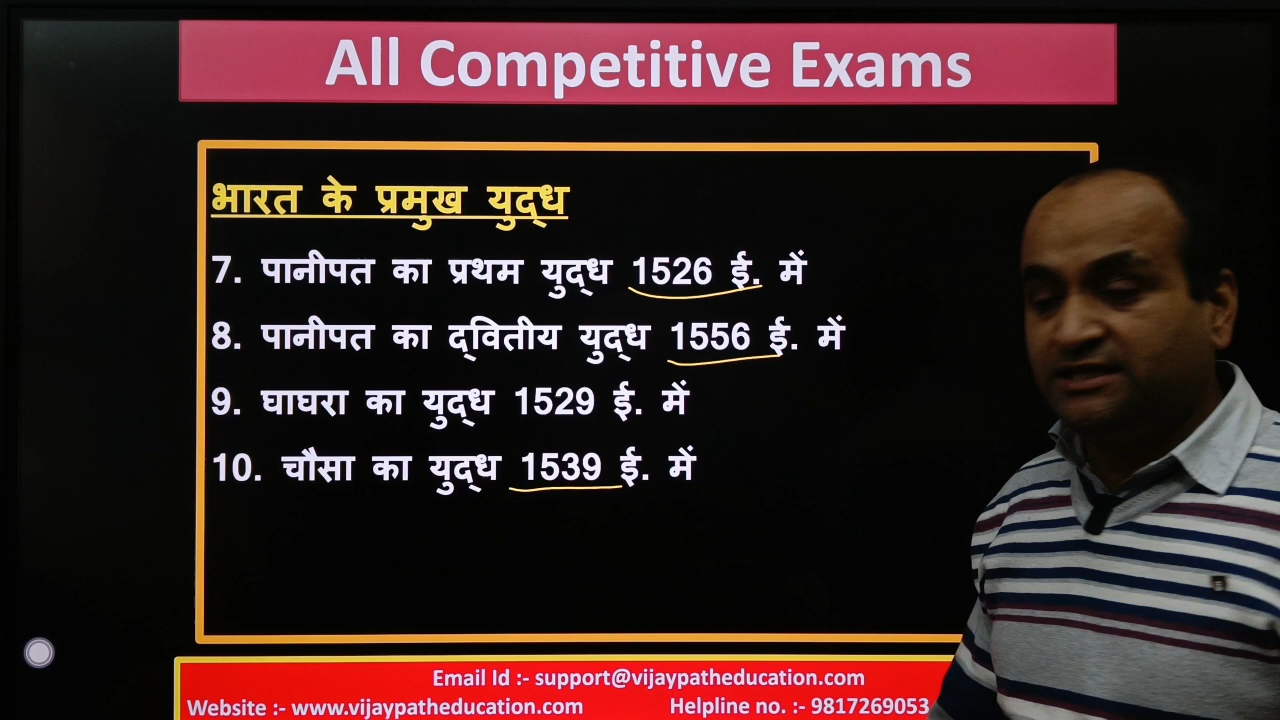 All Competitive Exams
भारत के प्रमुख युद्ध
7. पानीपत का प्रथम युद्ध 1526 ई. में
8. पानीपत का द्वितीय युद्ध 1556 ई. में
9. घाघरा का युद्ध 1529 ई. में
10. चौसा का युद्ध 1539 ई. में
Email Id :- support@vijaypatheducation.com
Website :- www.vijaypatheducation.com Helpline no. :- 9817269053